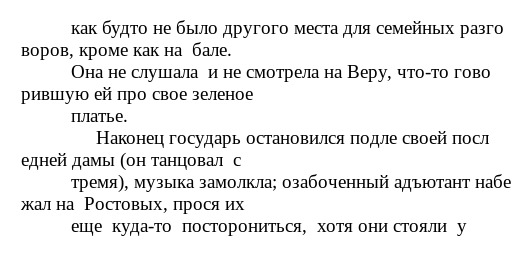 как будто не было другого места для семейных разго
воров, кроме как на  бале.
Она не слушала  и не смотрела на Веру, что-то гово
рившую ей про свое зеленое
платье.
Наконец государь остановился подле своей посл
едней дамы (он танцовал  с
тремя), музыка замолкла; озабоченный адъютант набе
жал на  Ростовых, прося их
еще  куда-то  посторониться,  хотя они стояли  у